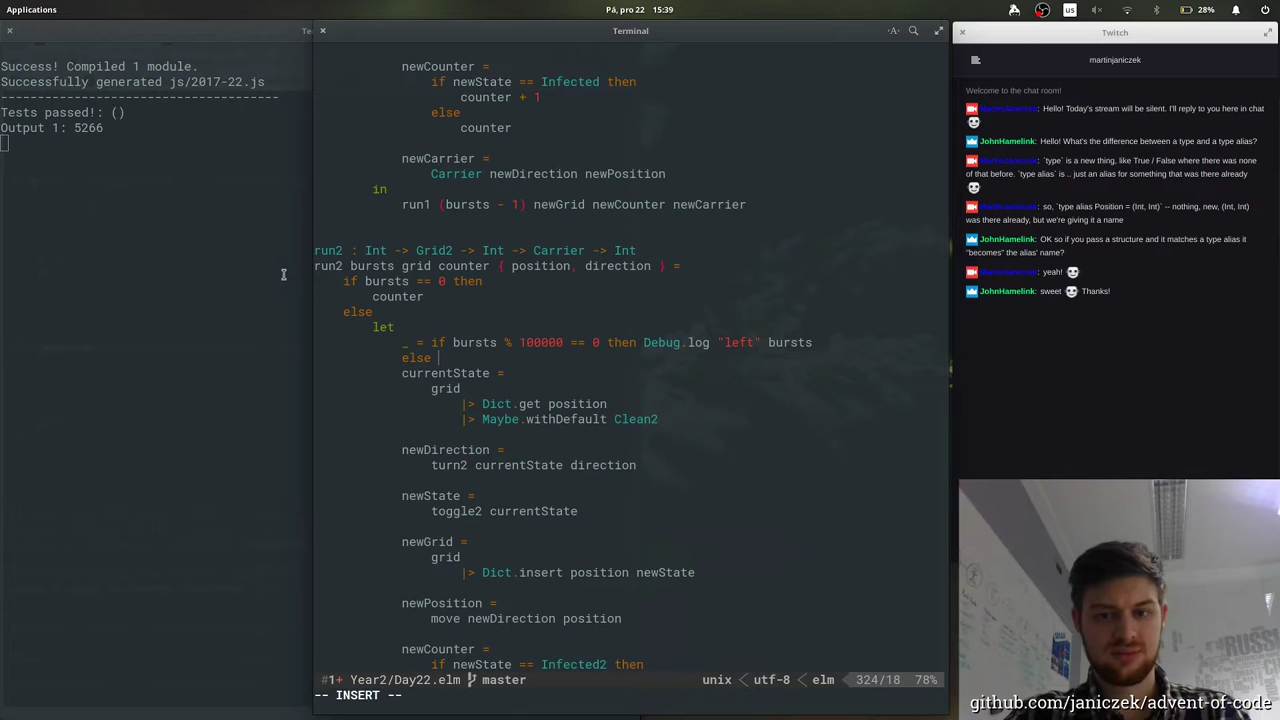 Applications
Pá, pro 22 15:39
us
28%
Terminal
Twitch
Success! Compiled 1 module.
Successfully generated js/2017-22.js
--------------------------------------
Tests passed!: ()
Output 1: 5266
newCounter =
if newState == Infected then
counter + 1
else
counter
newCarrier =
Carrier newDirection newPosition
in
run1 (bursts - 1) newGrid newCounter newCarrier
run2 : Int -> Grid2 -> Int -> Carrier -> Int
run2 bursts grid counter { position, direction } =
if bursts == 0 then
counter
else
let
_ = if bursts % 100000 == 0 then Debug.log "left" bursts
else
currentState =
grid
|> Dict.get position
|> Maybe.withDefault Clean2
newDirection =
turn2 currentState direction
newState =
toggle2 currentState
newGrid =
grid
|> Dict.insert position newState
newPosition =
move newDirection position
newCounter =
if newState == Infected2 then
#1+ Year2/Day22.elm master unix utf-8 elm 324/18 78%
-- INSERT --
martinjaniczek
Welcome to the chat room!
MartinJaniczek: Hello! Today's stream will be silent. I'll reply to you here in chat
JohnHamelink: Hello! What's the difference between a type and a type alias?
MartinJaniczek: `type` is a new thing, like True / False where there was none
of that before. `type alias` is .. just an alias for something that was there already
MartinJaniczek: so, `type alias Position = (Int, Int)` -- nothing, new, (Int, Int)
was there already, but we're giving it a name
JohnHamelink: OK so if you pass a structure and it matches a type alias it
"becomes" the alias' name?
MartinJaniczek: yeah!
JohnHamelink: sweet Thanks!
github.com/janiczek/advent-of-code